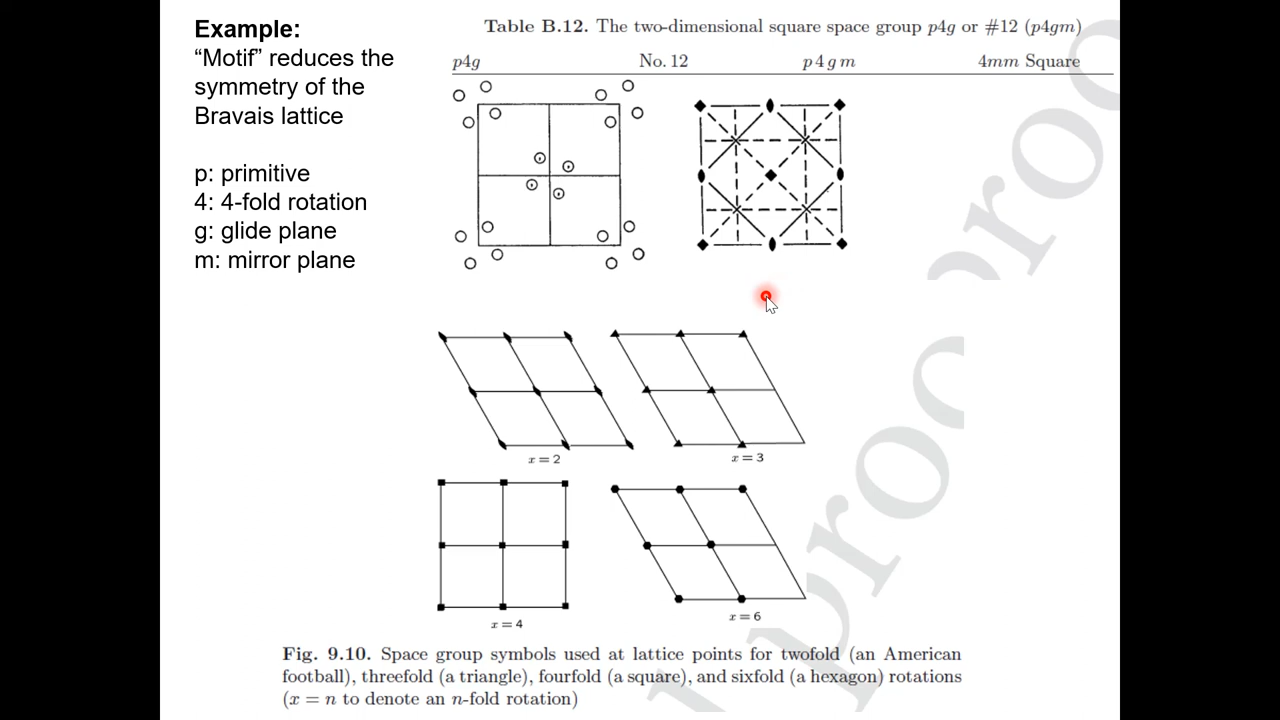 Example:
“Motif” reduces the
symmetry of the
Bravais lattice
p: primitive
4: 4-fold rotation
g: glide plane
m: mirror plane
Table B.12. The two-dimensional square space group p4g or #12 (p4gm)
p4g No. 12 p 4 g m 4mm Square
x = 2 x = 3
x = 4 x = 6
Fig. 9.10. Space group symbols used at lattice points for twofold (an American
football), threefold (a triangle), fourfold (a square), and sixfold (a hexagon) rotations
(x = n to denote an n-fold rotation)